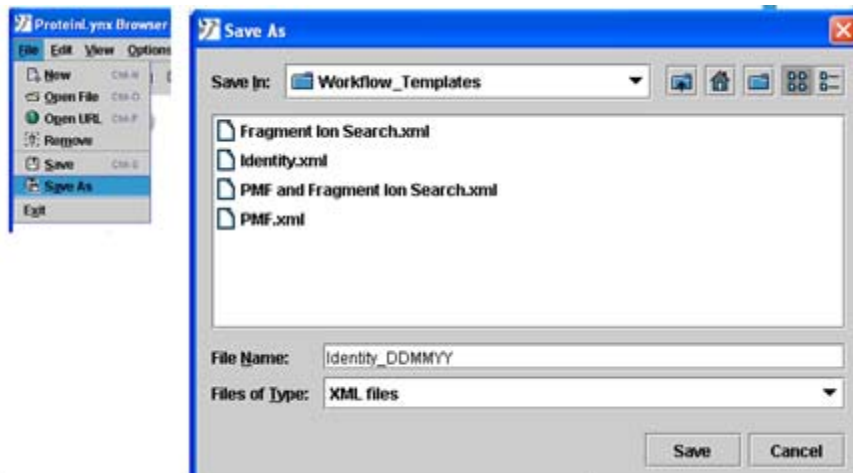 ProteinLynx Browser
File Edit View Options
New Ctrl-N
Open File Ctrl-O
Open URL
Remove
Save Ctrl-S
Save As
Exit
Save As
Save In: Workflow_Templates
Fragment Ion Search.xml
Identity.xml
PMF and Fragment Ion Search.xml
PMF.xml
File Name: Identity_DDMMYY
Files of Type: XML files
Save Cancel